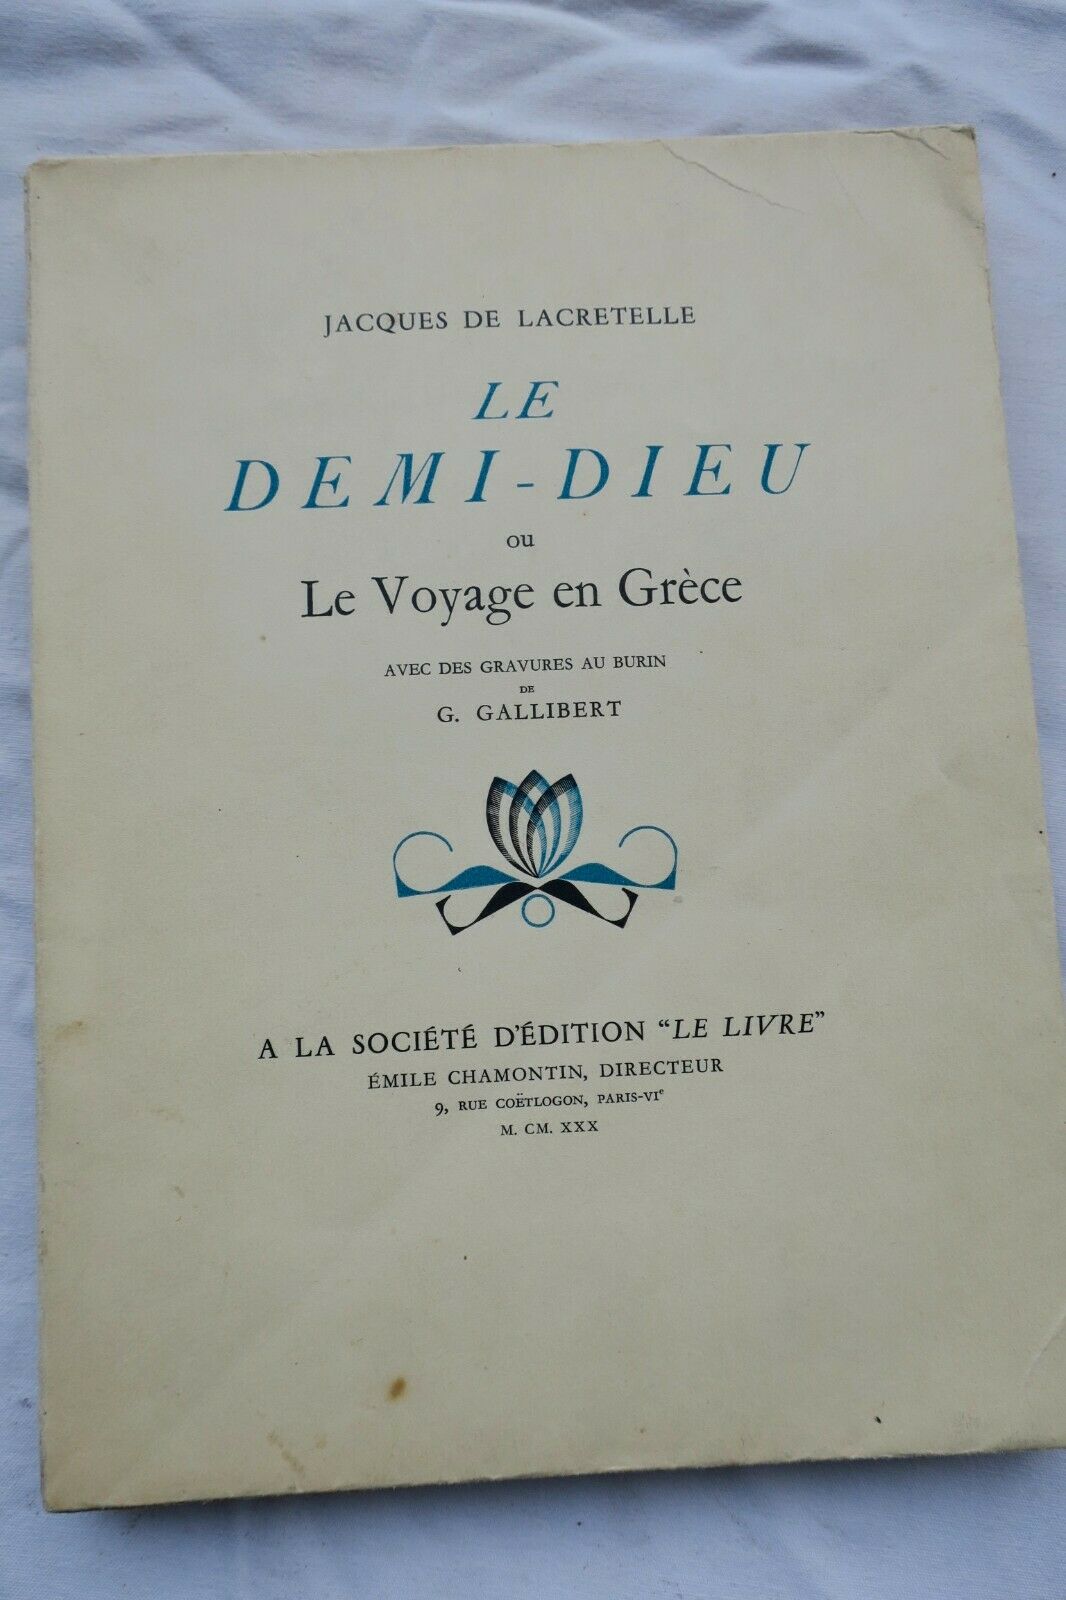 JACQUES DE LACRETELLE
LE
DEMI-DIEU
ou
Le Voyage en Grèce
AVEC DES GRAVURES AU BURIN
DE
G. GALLIBERT
A LA SOCIÉTÉ D'ÉDITION “LE LIVRE”
ÉMILE CHAMONTIN, DIRECTEUR
9, RUE COËTLOGON, PARIS-VIe
M. CM. XXX